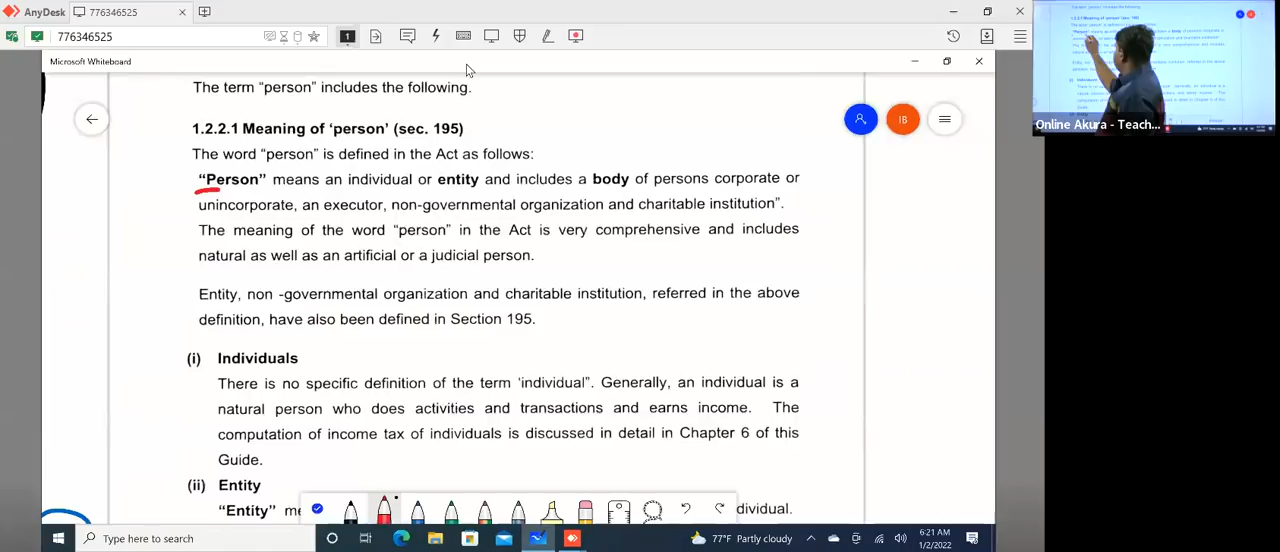 AnyDesk
776346525
776346525
1
Microsoft Whiteboard
The term “person” includes the following.
1.2.2.1 Meaning of ‘person’ (sec. 195)
IB
The word “person” is defined in the Act as follows:
“Person” means an individual or entity and includes a body of persons corporate or
unincorporate, an executor, non-governmental organization and charitable institution”.
The meaning of the word “person” in the Act is very comprehensive and includes
natural as well as an artificial or a judicial person.
Entity, non -governmental organization and charitable institution, referred in the above
definition, have also been defined in Section 195.
(i) Individuals
There is no specific definition of the term ‘individual”. Generally, an individual is a
natural person who does activities and transactions and earns income. The
computation of income tax of individuals is discussed in detail in Chapter 6 of this
Guide.
(ii) Entity
“Entity” me
dividual.
Type here to search
77°F Partly cloudy
6:21 AM
1/2/2022
Online Akura - Teach...